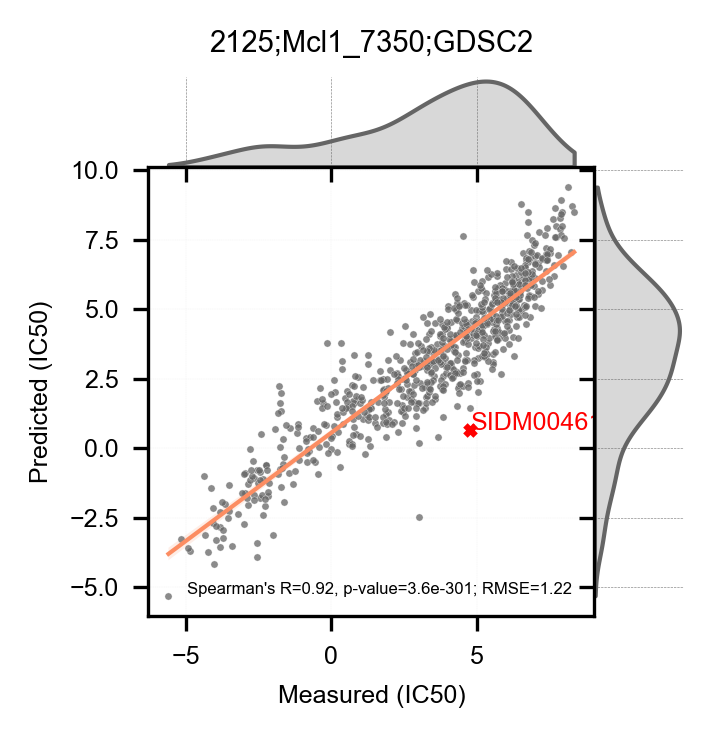 2125;Mcl1_7350;GDSC2
10.0
7.5
5.0
2.5
0.0
−2.5
−5.0
Predicted (IC50)
SIDM0046
Spearman's R=0.92, p-value=3.6e-301; RMSE=1.22
−5
0
5
Measured (IC50)